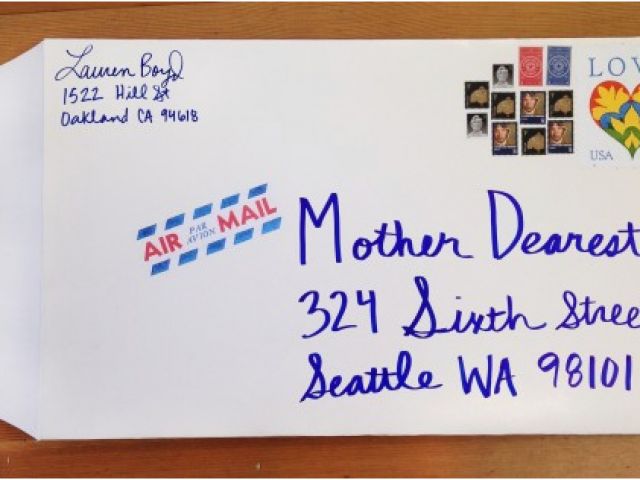 Lauren Boyd
1522 Hill St
Oakland CA 94618
LOV
USA
AIR PAR AVION MAIL
Mother Dearest
324 Sixth Stree
Seattle WA 98101